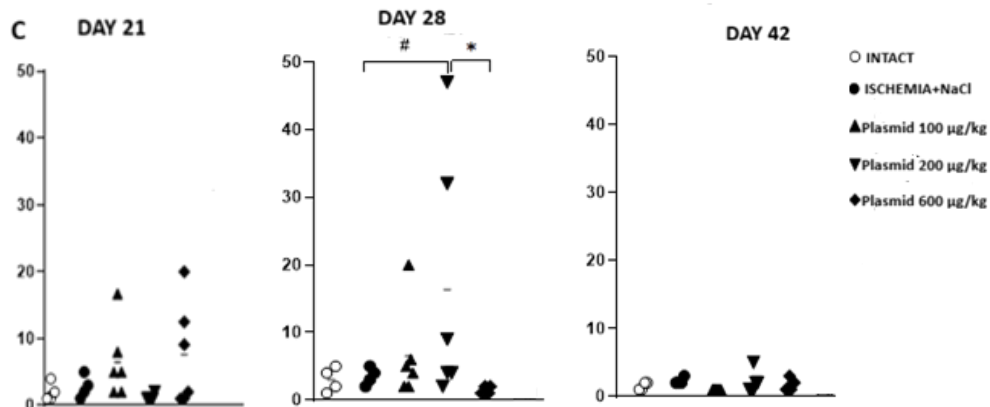 C
DAY 21
50
40
30
20
10
0
DAY 28
# *
50
40
30
20
10
0
DAY 42
50
40
30
20
10
0
INTACT
ISCHEMIA+NaCl
Plasmid 100 µg/kg
Plasmid 200 µg/kg
Plasmid 600 µg/kg